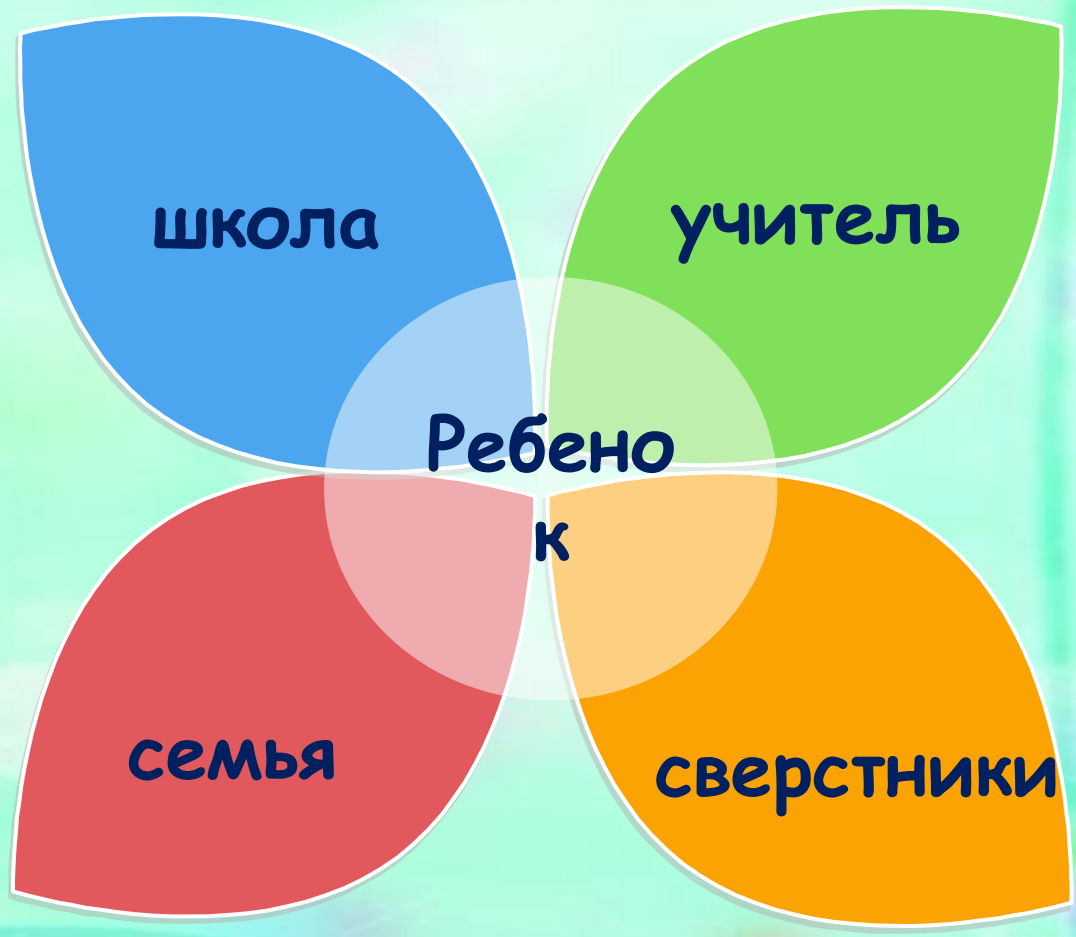 школа
учитель
Ребено
к
семья
сверстники